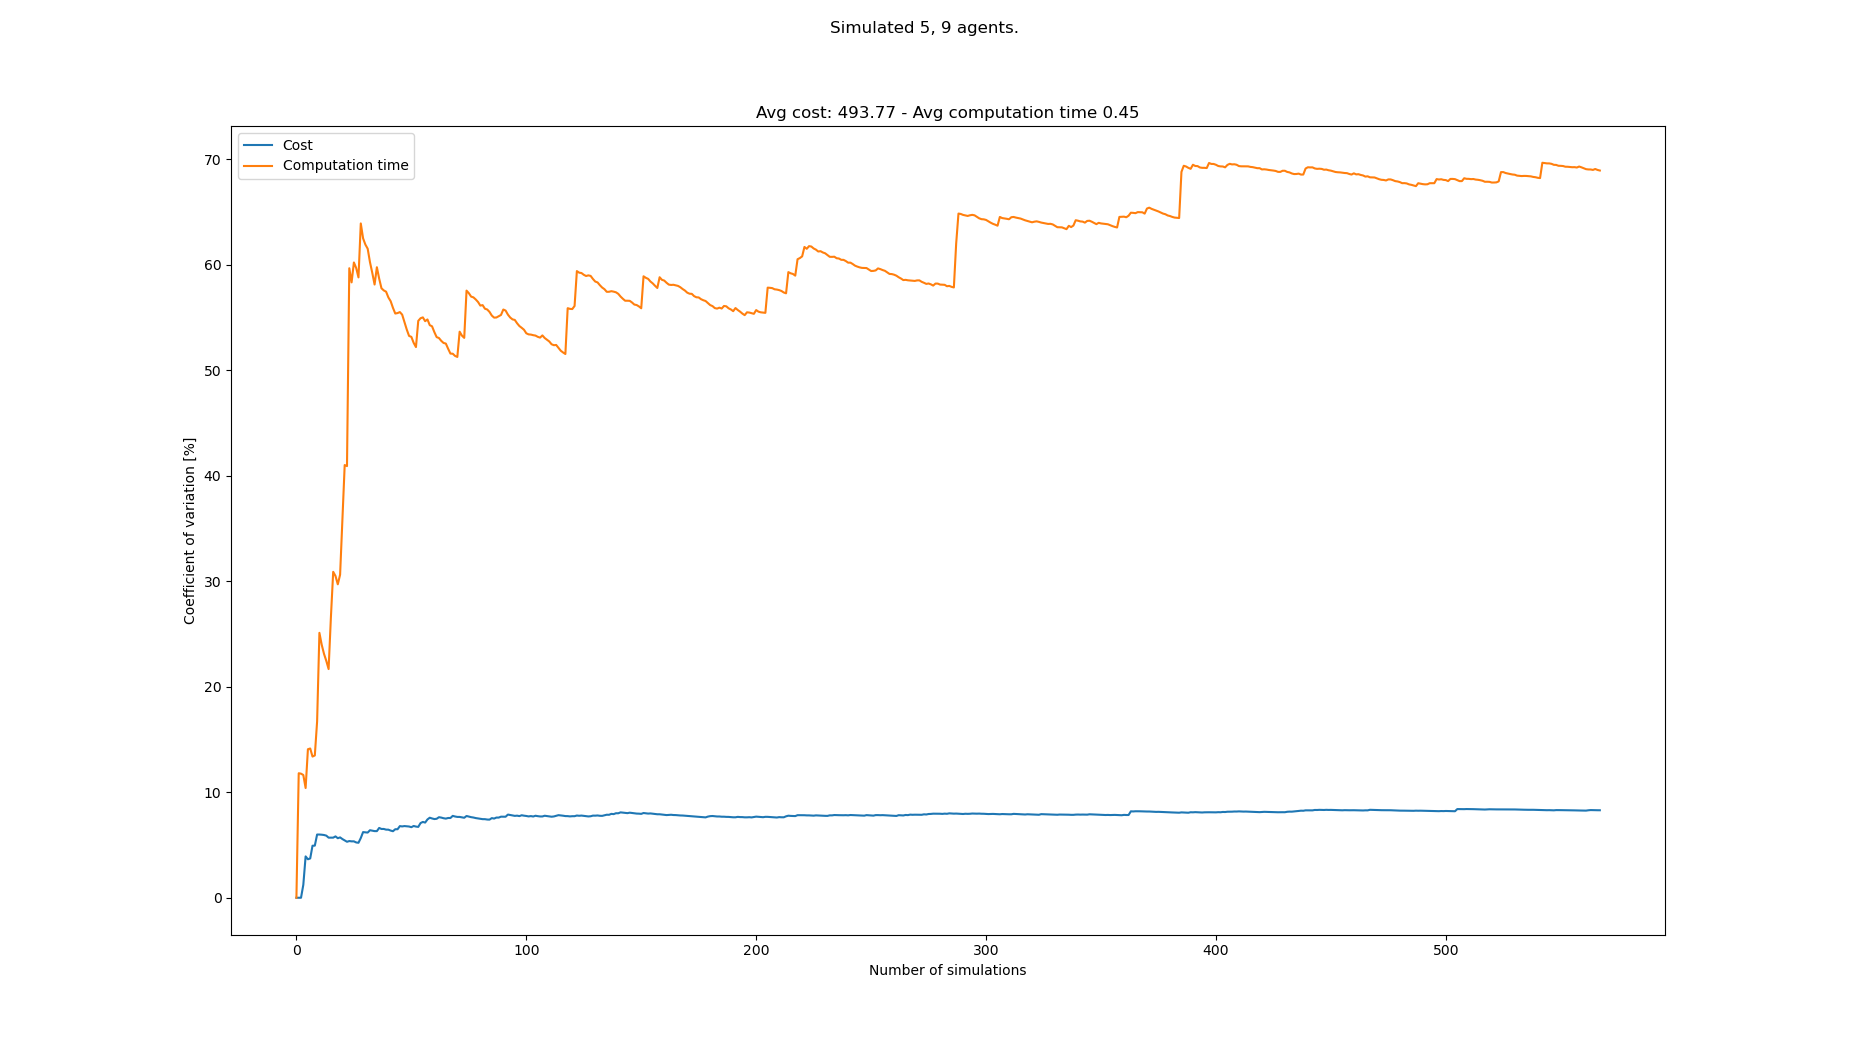 Simulated 5, 9 agents.
Avg cost: 493.77 - Avg computation time 0.45
Cost
Computation time
70
60
50
40
30
20
10
0
Coefficient of variation [%]
0 100 200 300 400 500
Number of simulations